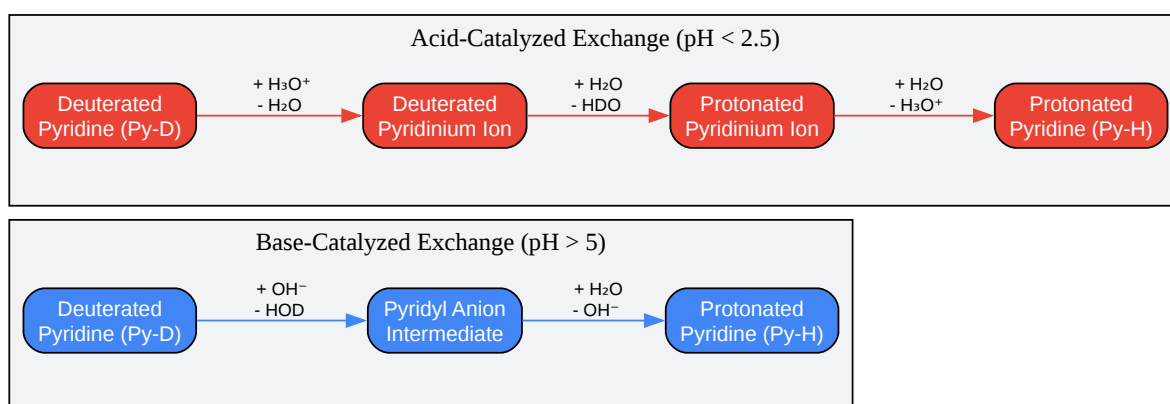 Acid-Catalyzed Exchange (pH < 2.5)
Deuterated
Pyridine (Py-D)
+ H₃O⁺
- H₂O
Deuterated
Pyridinium Ion
+ H₂O
- HDO
Protonated
Pyridinium Ion
+ H₂O
- H₃O⁺
Protonated
Pyridine (Py-H)
Base-Catalyzed Exchange (pH > 5)
Deuterated
Pyridine (Py-D)
+ OH⁻
- HOD
Pyridyl Anion
Intermediate
+ H₂O
- OH⁻
Protonated
Pyridine (Py-H)